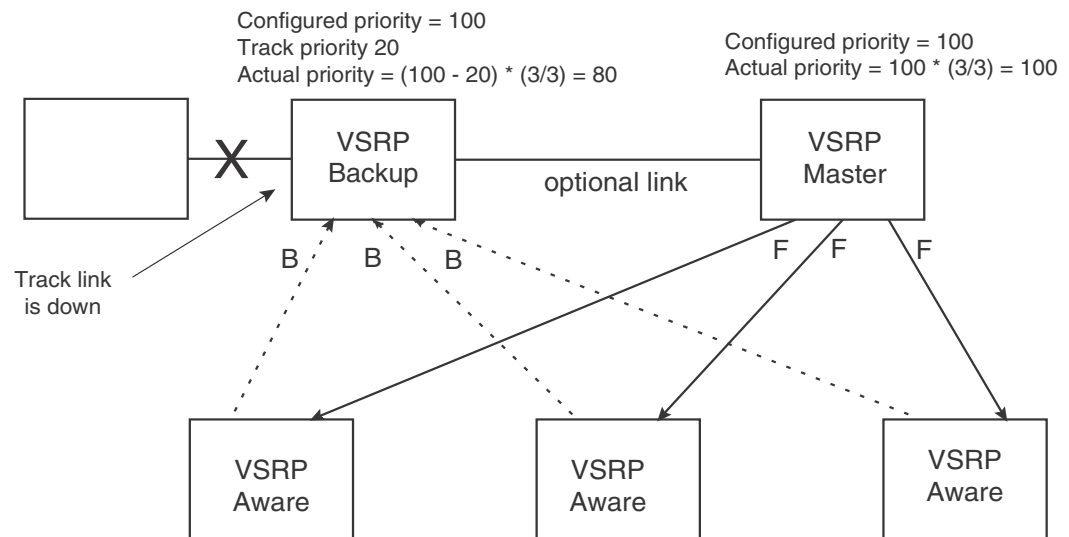 Configured priority = 100
Track priority 20
Actual priority = (100 - 20) * (3/3) = 80
Configured priority = 100
Actual priority = 100 * (3/3) = 100
X
VSRP
Backup
optional link
VSRP
Master
Track link
is down
B
B
B
F
F
F
VSRP
Aware
VSRP
Aware
VSRP
Aware